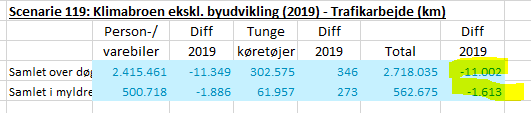 Scenarie 119: Klimabroen ekskl. byudvikling (2019) - Trafikarbejde (km)
Person-/ Diff Tunge Diff
varebiler 2019 køretøjer 2019 Total 2019
Samlet over døg 2.415.461 -11.349 302.575 346 2.718.035 -11.002
Samlet i myldre 500.718 -1.886 61.957 273 562.675 -1.613